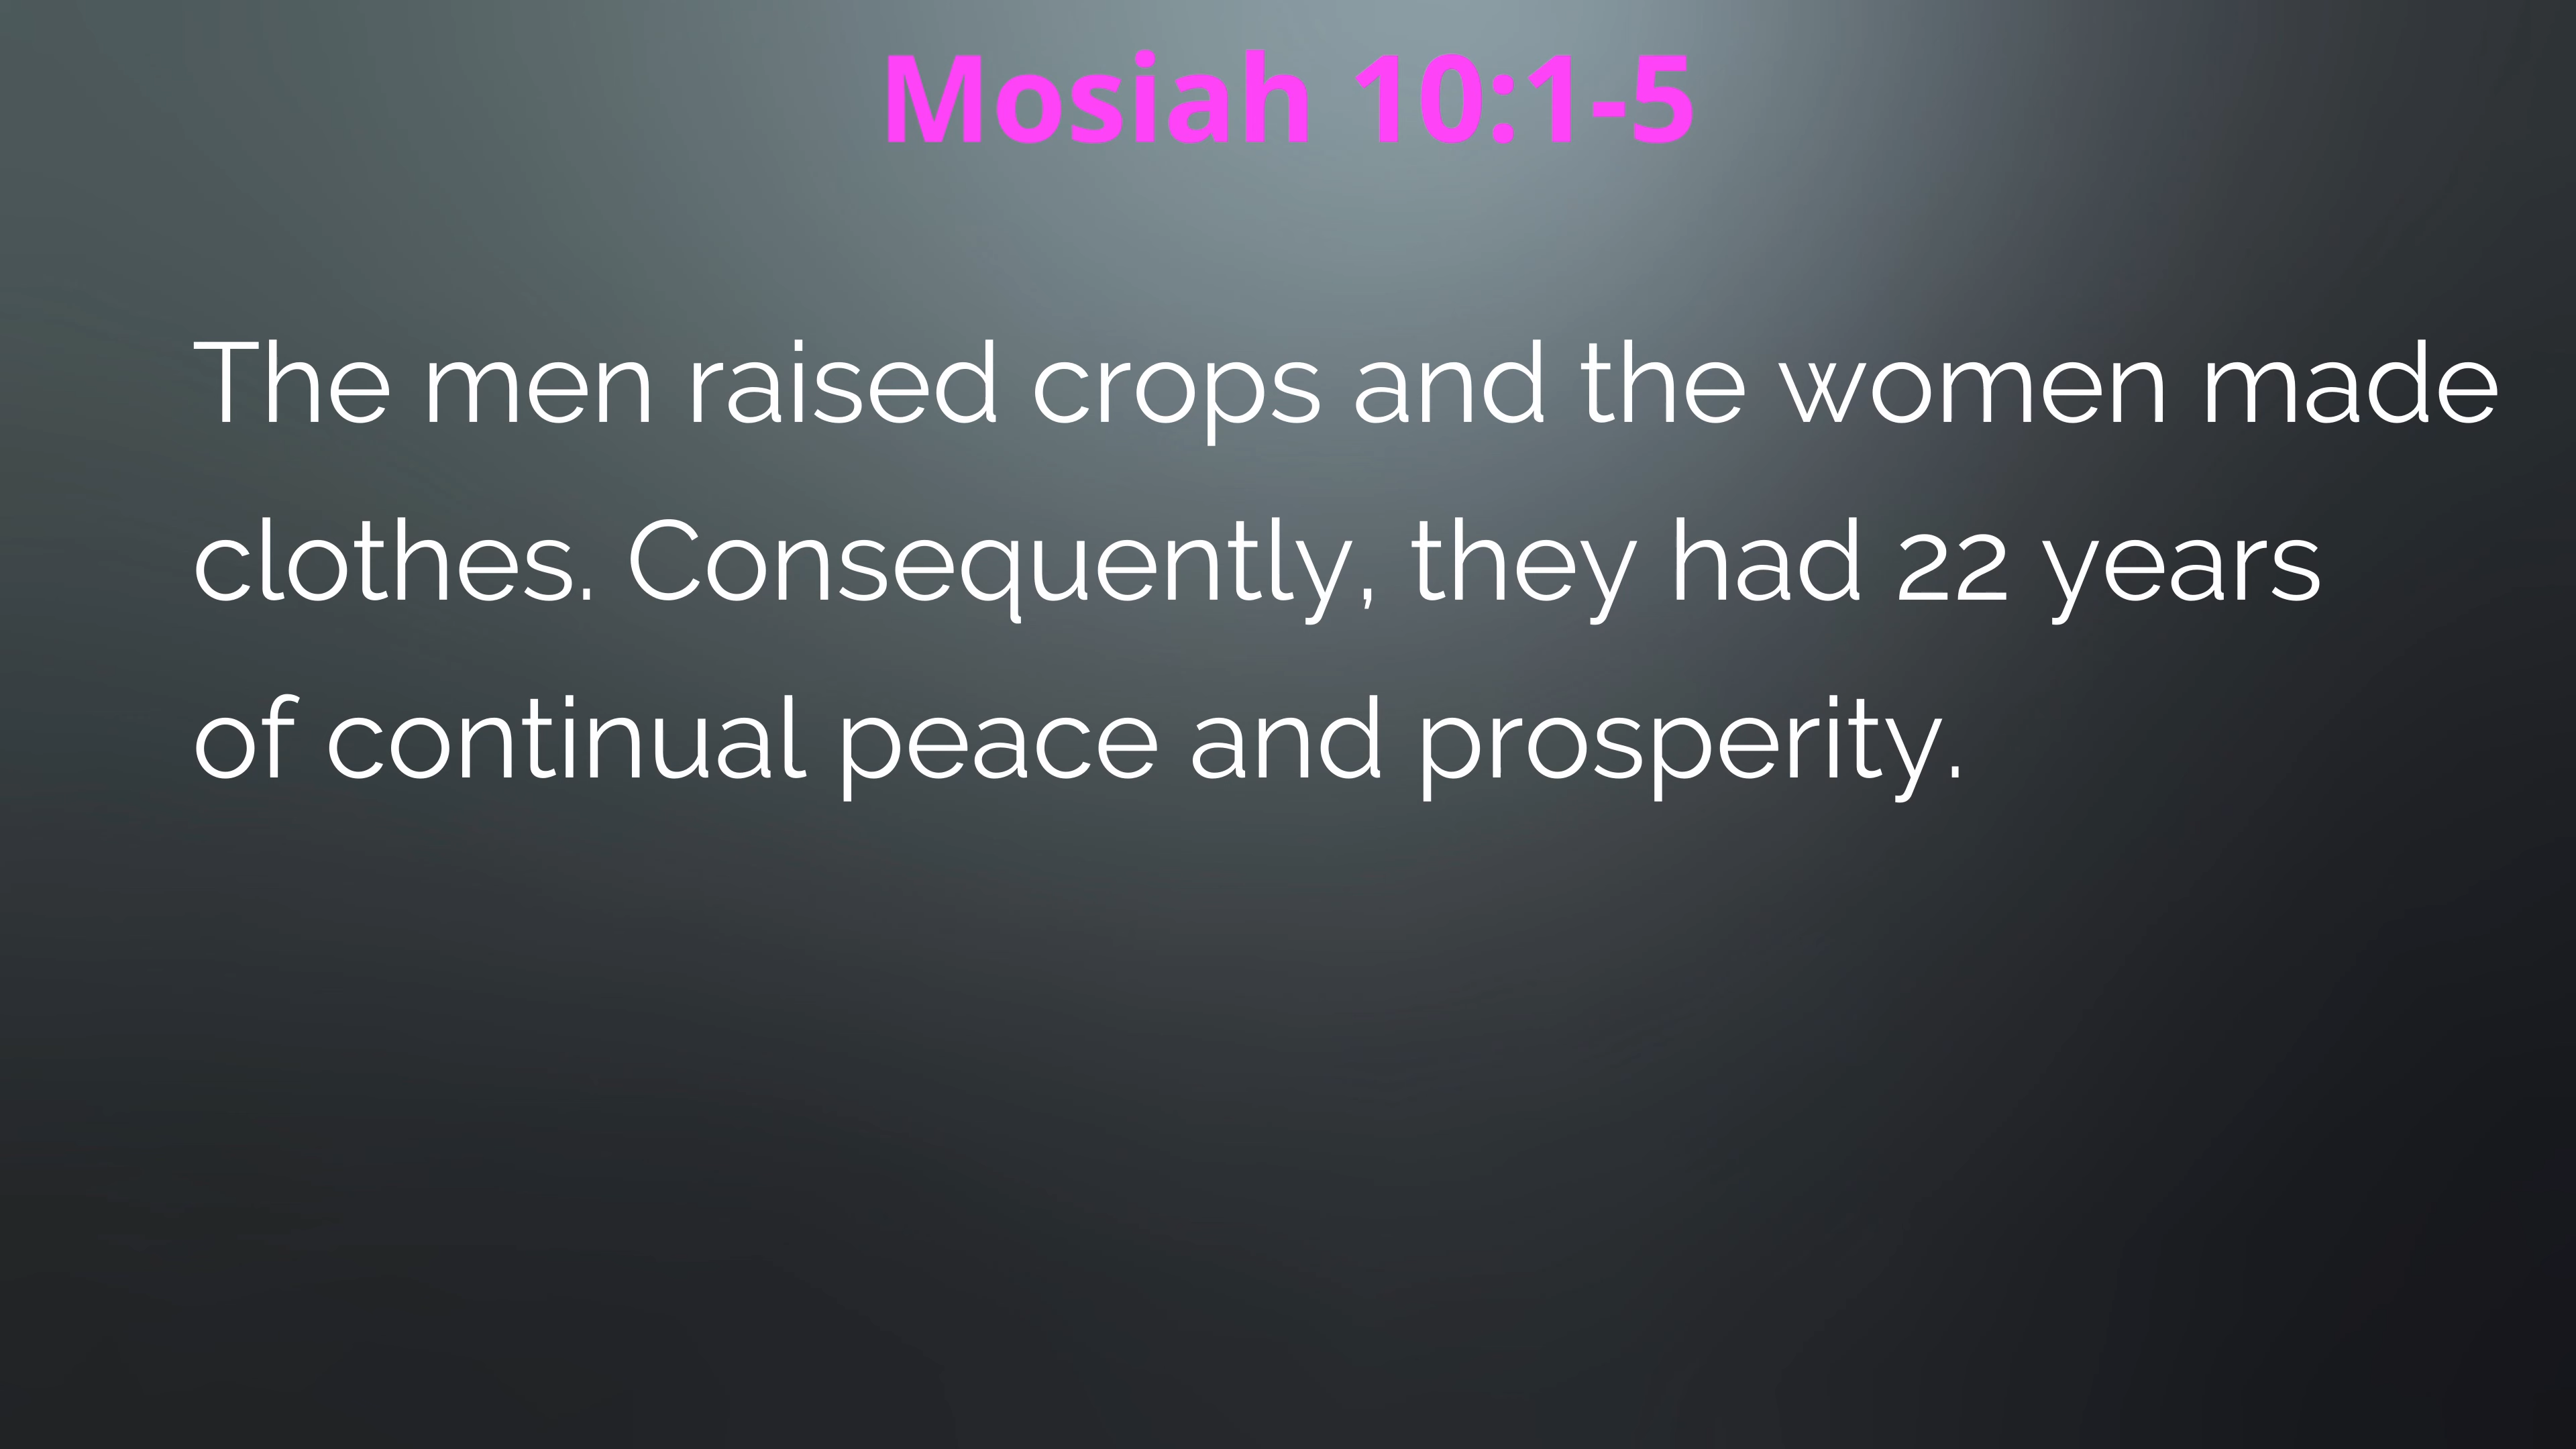 Mosiah 10:1-5
The men raised crops and the women made
clothes. Consequently, they had 22 years
of continual peace and prosperity.